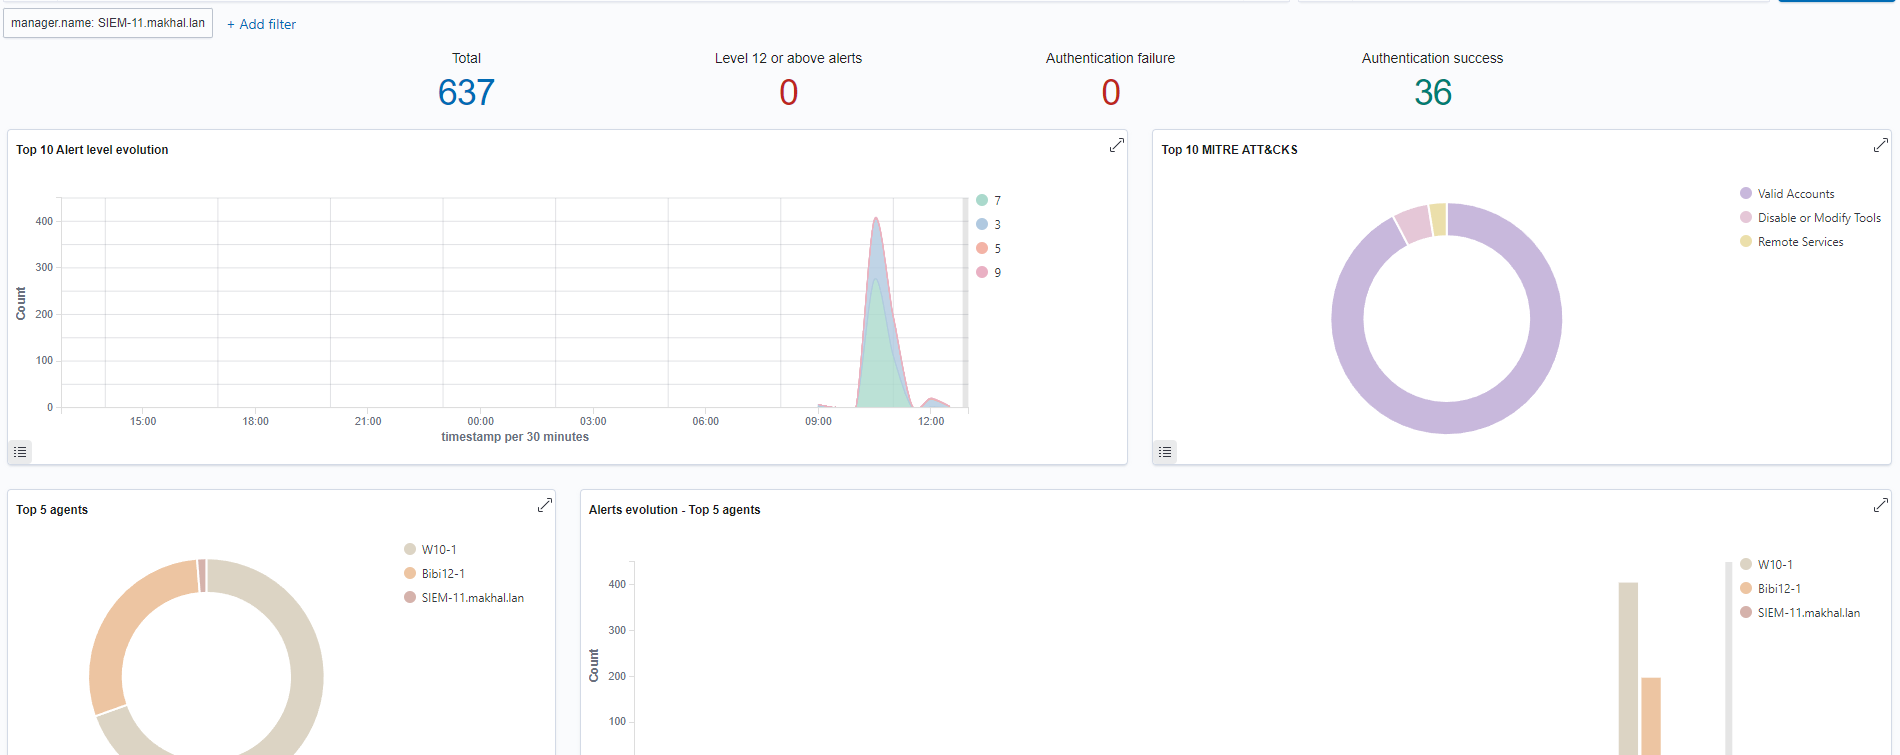 manager.name: SIEM-11.makhal.lan
+ Add filter
Total
637
Level 12 or above alerts
0
Authentication failure
0
Authentication success
36
Top 10 Alert level evolution
Count
400
300
200
100
0
15:00
18:00
21:00
00:00
03:00
06:00
09:00
12:00
timestamp per 30 minutes
7
3
5
9
Top 10 MITRE ATT&CKS
Valid Accounts
Disable or Modify Tools
Remote Services
Top 5 agents
W10-1
Bibi12-1
SIEM-11.makhal.lan
Alerts evolution - Top 5 agents
Count
400
300
200
100
W10-1
Bibi12-1
SIEM-11.makhal.lan